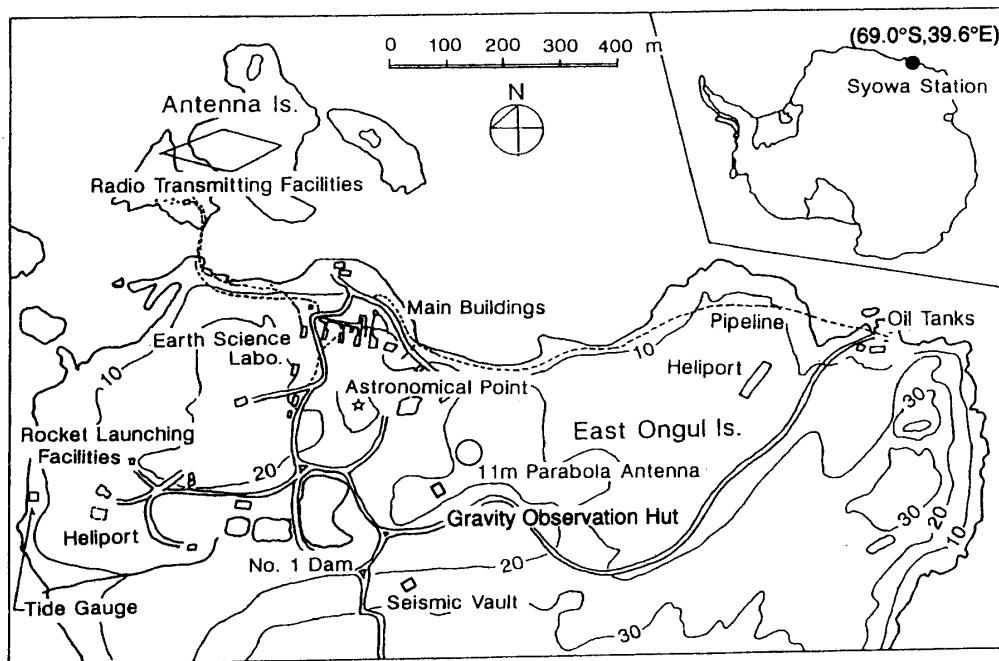 (69.0°S,39.6°E)
Syowa Station
0 100 200 300 400 m
N
Antenna Is.
Radio Transmitting Facilities
Main Buildings
Pipeline
Oil Tanks
10
Earth Science
Labo.
Heliport
10
Astronomical Point
30
East Ongul Is.
Rocket Launching
Facilities
20
11m Parabola Antenna
Gravity Observation Hut
30
20
10
Heliport
No. 1 Dam
20
Tide Gauge
Seismic Vault
30